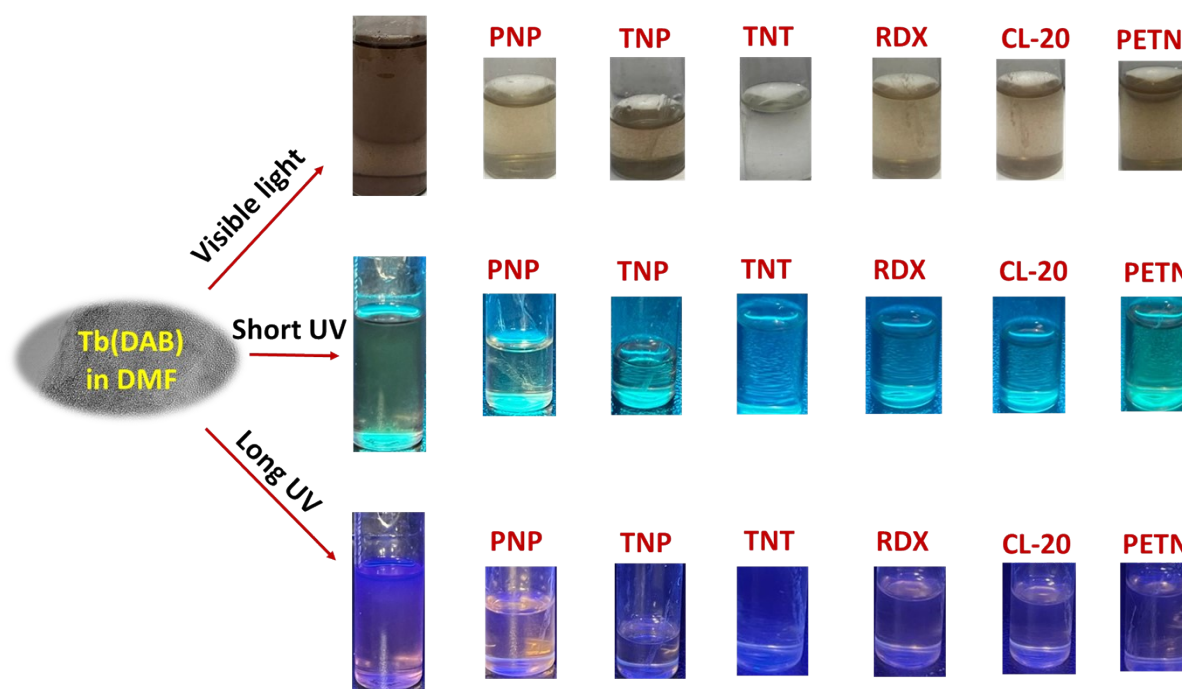 PNP TNP TNT RDX CL-20 PETN
Visible light
PNP TNP TNT RDX CL-20 PETN
Short UV
Tb(DAB)
in DMF
Long UV
PNP TNP TNT RDX CL-20 PETN